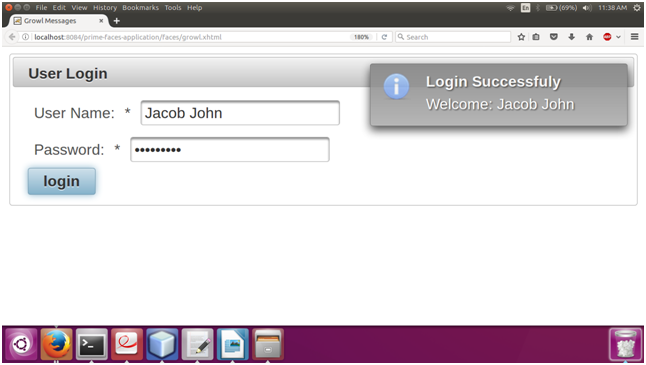 File Edit View History Bookmarks Tools Help
En (69%) 11:38 AM
Growl Messages
localhost:8084/prime-faces-application/faces/growl.xhtml 180% Search
User Login
Login Successfuly
Welcome: Jacob John
User Name: * Jacob John
Password: * •••••••••
login